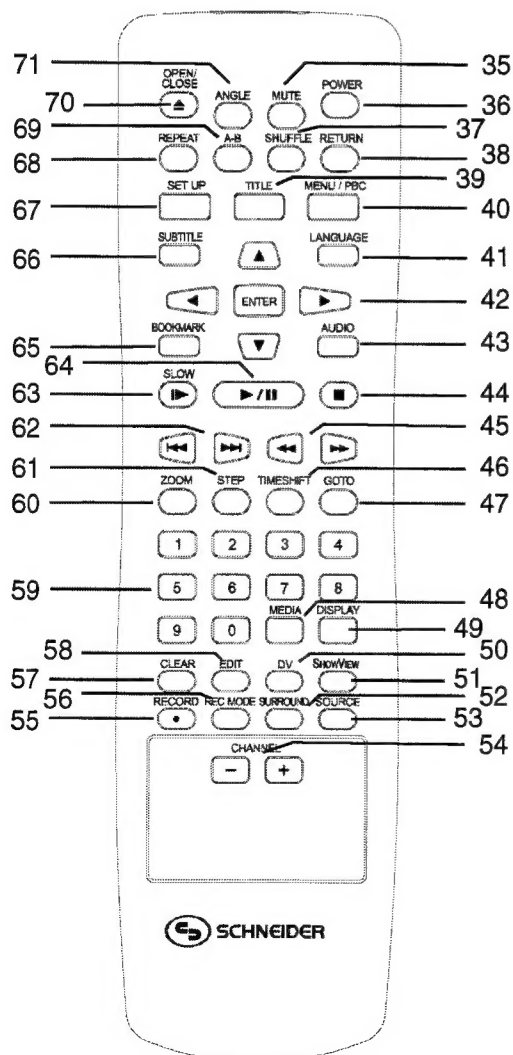 71 OPEN/ CLOSE ANGLE MUTE POWER 35
70 36
69 37
68 REPEAT A-B SHUFFLE RETURN 38
39
67 SET UP TITLE MENU / PBC 40
66 SUBTITLE LANGUAGE 41
ENTER 42
65 BOOKMARK AUDIO 43
64
63 SLOW 44
62 45
61 46
60 ZOOM STEP TIMESHIFT GOTO 47
1 2 3 4
59 5 6 7 8
MEDIA DISPLAY 48
9 0 49
58 50
57 CLEAR EDIT DV SHOWVIEW 51
56 52
55 RECORD REC MODE SURROUND SOURCE 53
CHANNEL 54
− +
SCHNEIDER